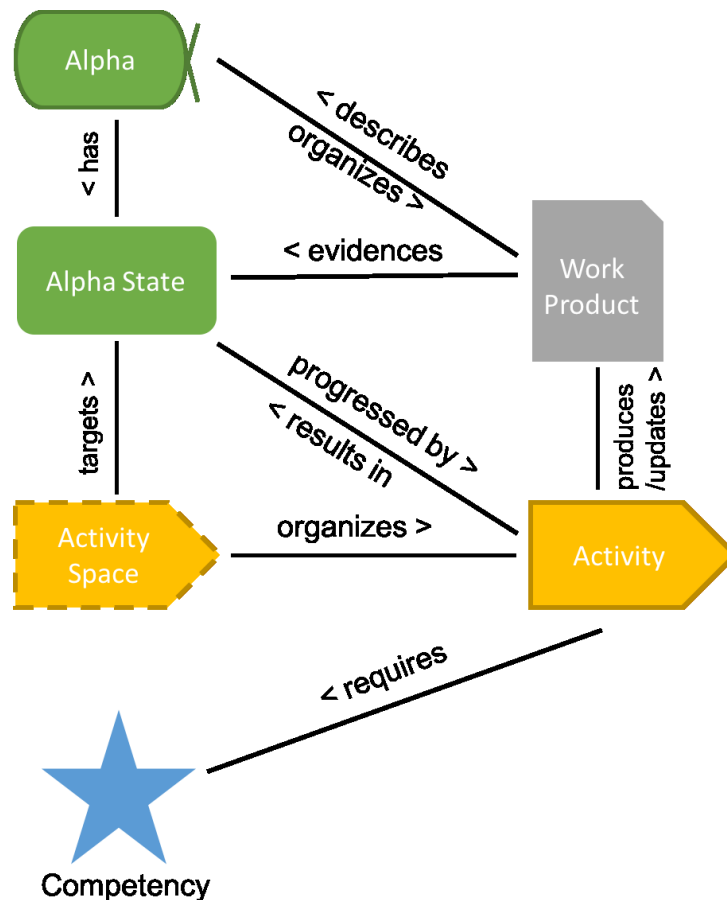 Alpha
< describes
organizes >
< has
< evidences
Alpha State
Work
Product
progressed by >
< results in
targets >
produces
/updates >
organizes >
Activity
Space
Activity
< requires
Competency